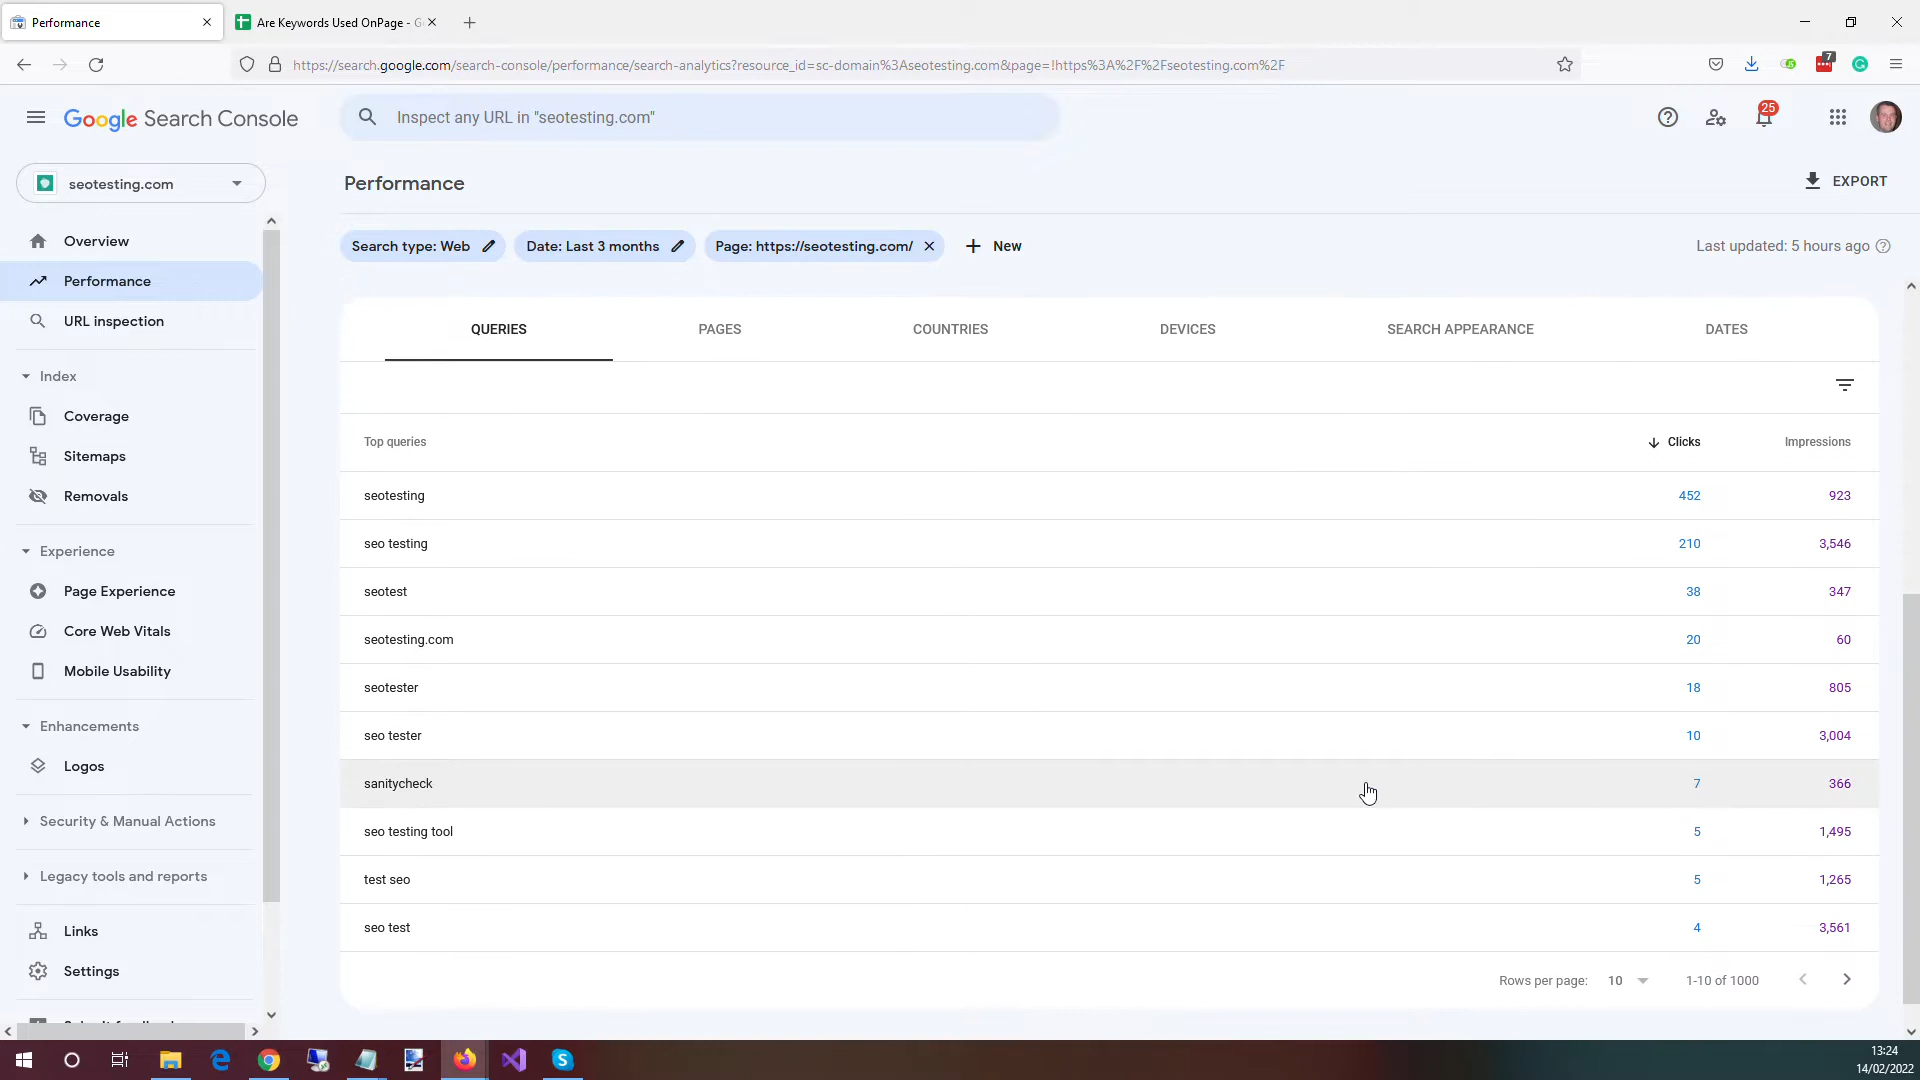 Performance
Are Keywords Used OnPage - G
https://search.google.com/search-console/performance/search-analytics?resource_id=sc-domain%3Aseotesting.com&page=!https%3A%2F%2Fseotesting.com%2F
7
Google Search Console
Inspect any URL in "seotesting.com"
25
seotesting.com
Performance
EXPORT
Search type: Web
Date: Last 3 months
Page: https://seotesting.com/
New
Last updated: 5 hours ago
Overview
Performance
URL inspection
Index
Coverage
Sitemaps
Removals
Experience
Page Experience
Core Web Vitals
Mobile Usability
Enhancements
Logos
Security & Manual Actions
Legacy tools and reports
Links
Settings
QUERIES PAGES COUNTRIES DEVICES SEARCH APPEARANCE DATES
Top queries Clicks Impressions
seotesting 452 923
seo testing 210 3,546
seotest 38 347
seotesting.com 20 60
seotester 18 805
seo tester 10 3,004
sanitycheck 7 366
seo testing tool 5 1,495
test seo 5 1,265
seo test 4 3,561
Rows per page: 10 1-10 of 1000
13:24
14/02/2022